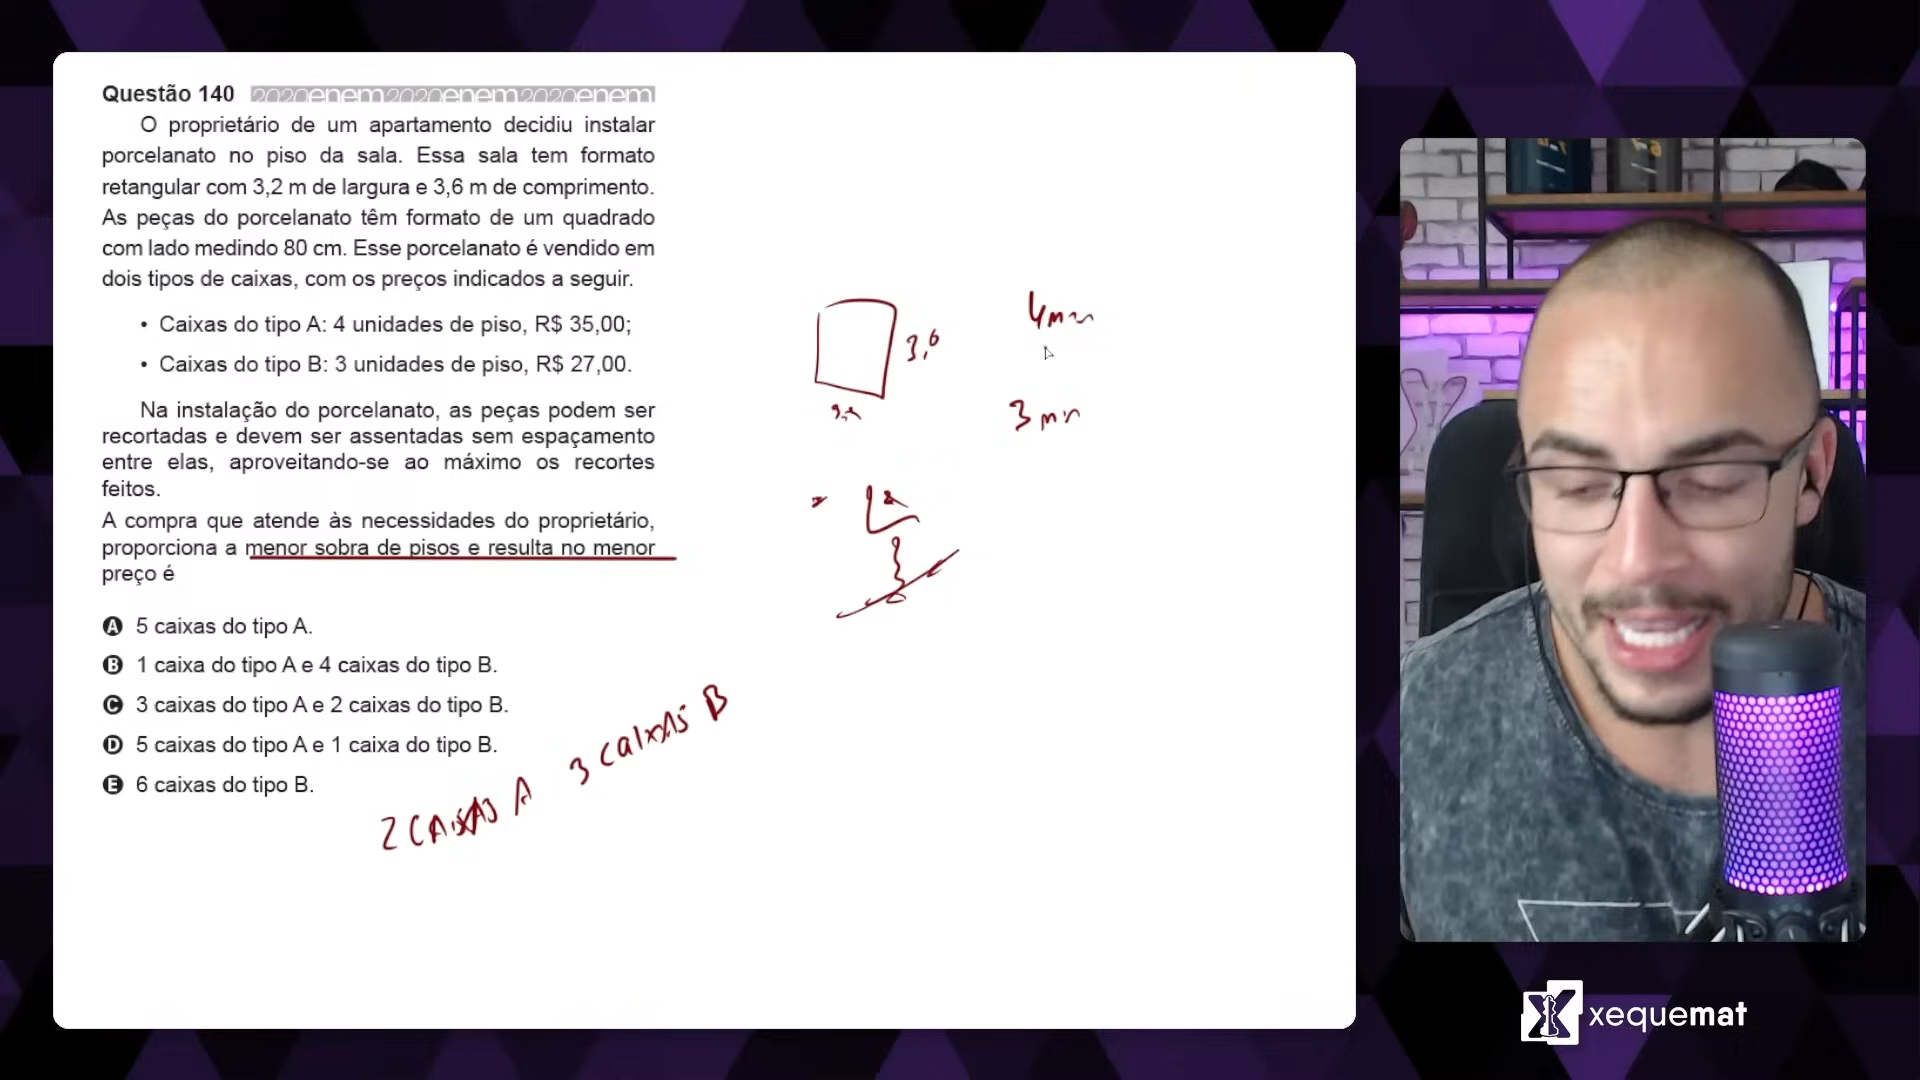 Questão 140 2020enem2020enem2020enem
O proprietário de um apartamento decidiu instalar
porcelanato no piso da sala. Essa sala tem formato
retangular com 3,2 m de largura e 3,6 m de comprimento.
As peças do porcelanato têm formato de um quadrado
com lado medindo 80 cm. Esse porcelanato é vendido em
dois tipos de caixas, com os preços indicados a seguir.
• Caixas do tipo A: 4 unidades de piso, R$ 35,00;
• Caixas do tipo B: 3 unidades de piso, R$ 27,00.
Na instalação do porcelanato, as peças podem ser
recortadas e devem ser assentadas sem espaçamento
entre elas, aproveitando-se ao máximo os recortes
feitos.
A compra que atende às necessidades do proprietário,
proporciona a menor sobra de pisos e resulta no menor
preço é
A 5 caixas do tipo A.
B 1 caixa do tipo A e 4 caixas do tipo B.
C 3 caixas do tipo A e 2 caixas do tipo B.
D 5 caixas do tipo A e 1 caixa do tipo B.
E 6 caixas do tipo B.
2 CAIXAS A 3 CAIXAS B
3,6
4 min
3 min
xequemat